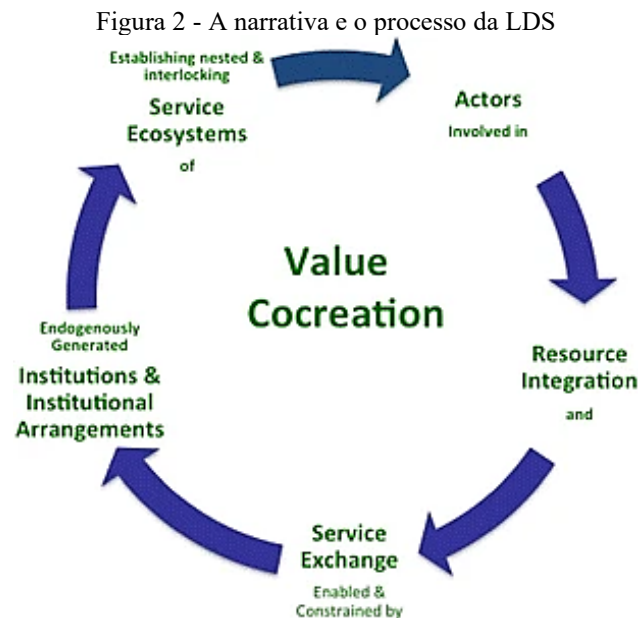 Figura 2 - A narrativa e o processo da LDS
Establishing nested &
interlocking
Service
Ecosystems
of
Actors
Involved in
Resource
Integration
and
Service
Exchange
Enabled &
Constrained by
Endogenously
Generated
Institutions &
Institutional
Arrangements
Value
Cocreation